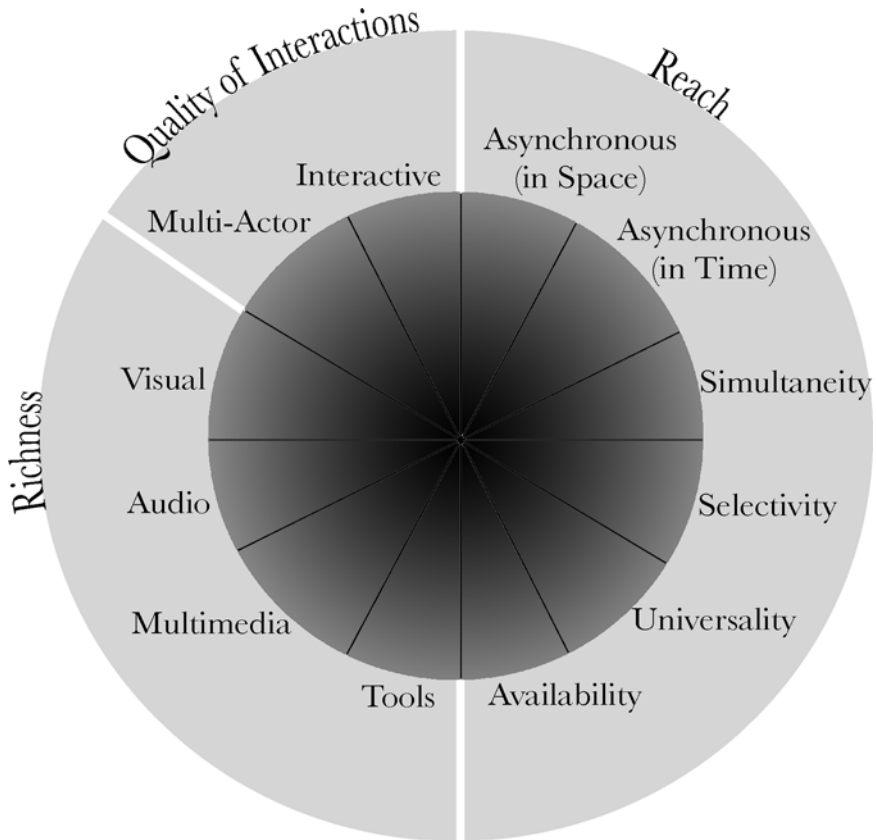 Quality of Interactions
Reach
Asynchronous
(in Space)
Interactive
Multi-Actor
Asynchronous
(in Time)
Visual
Simultaneity
Richness
Audio
Selectivity
Multimedia
Universality
Tools
Availability